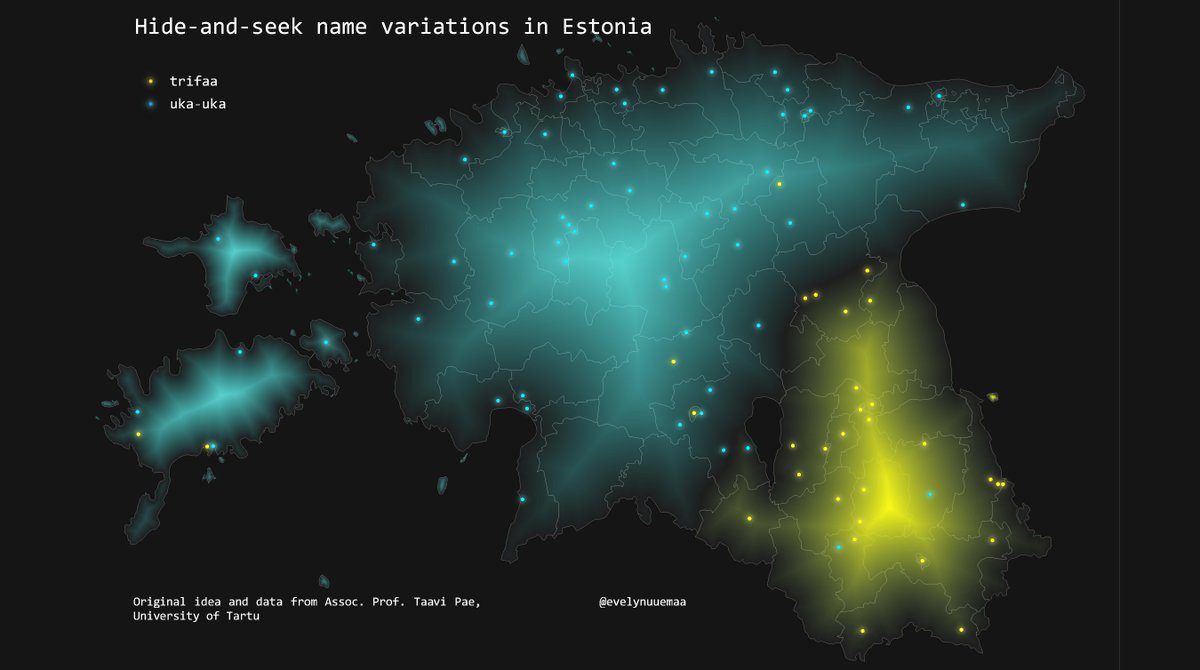 Hide-and-seek name variations in Estonia
trifaa
uka-uka
Original idea and data from Assoc. Prof. Taavi Pae,
University of Tartu
@evelynuuemaa